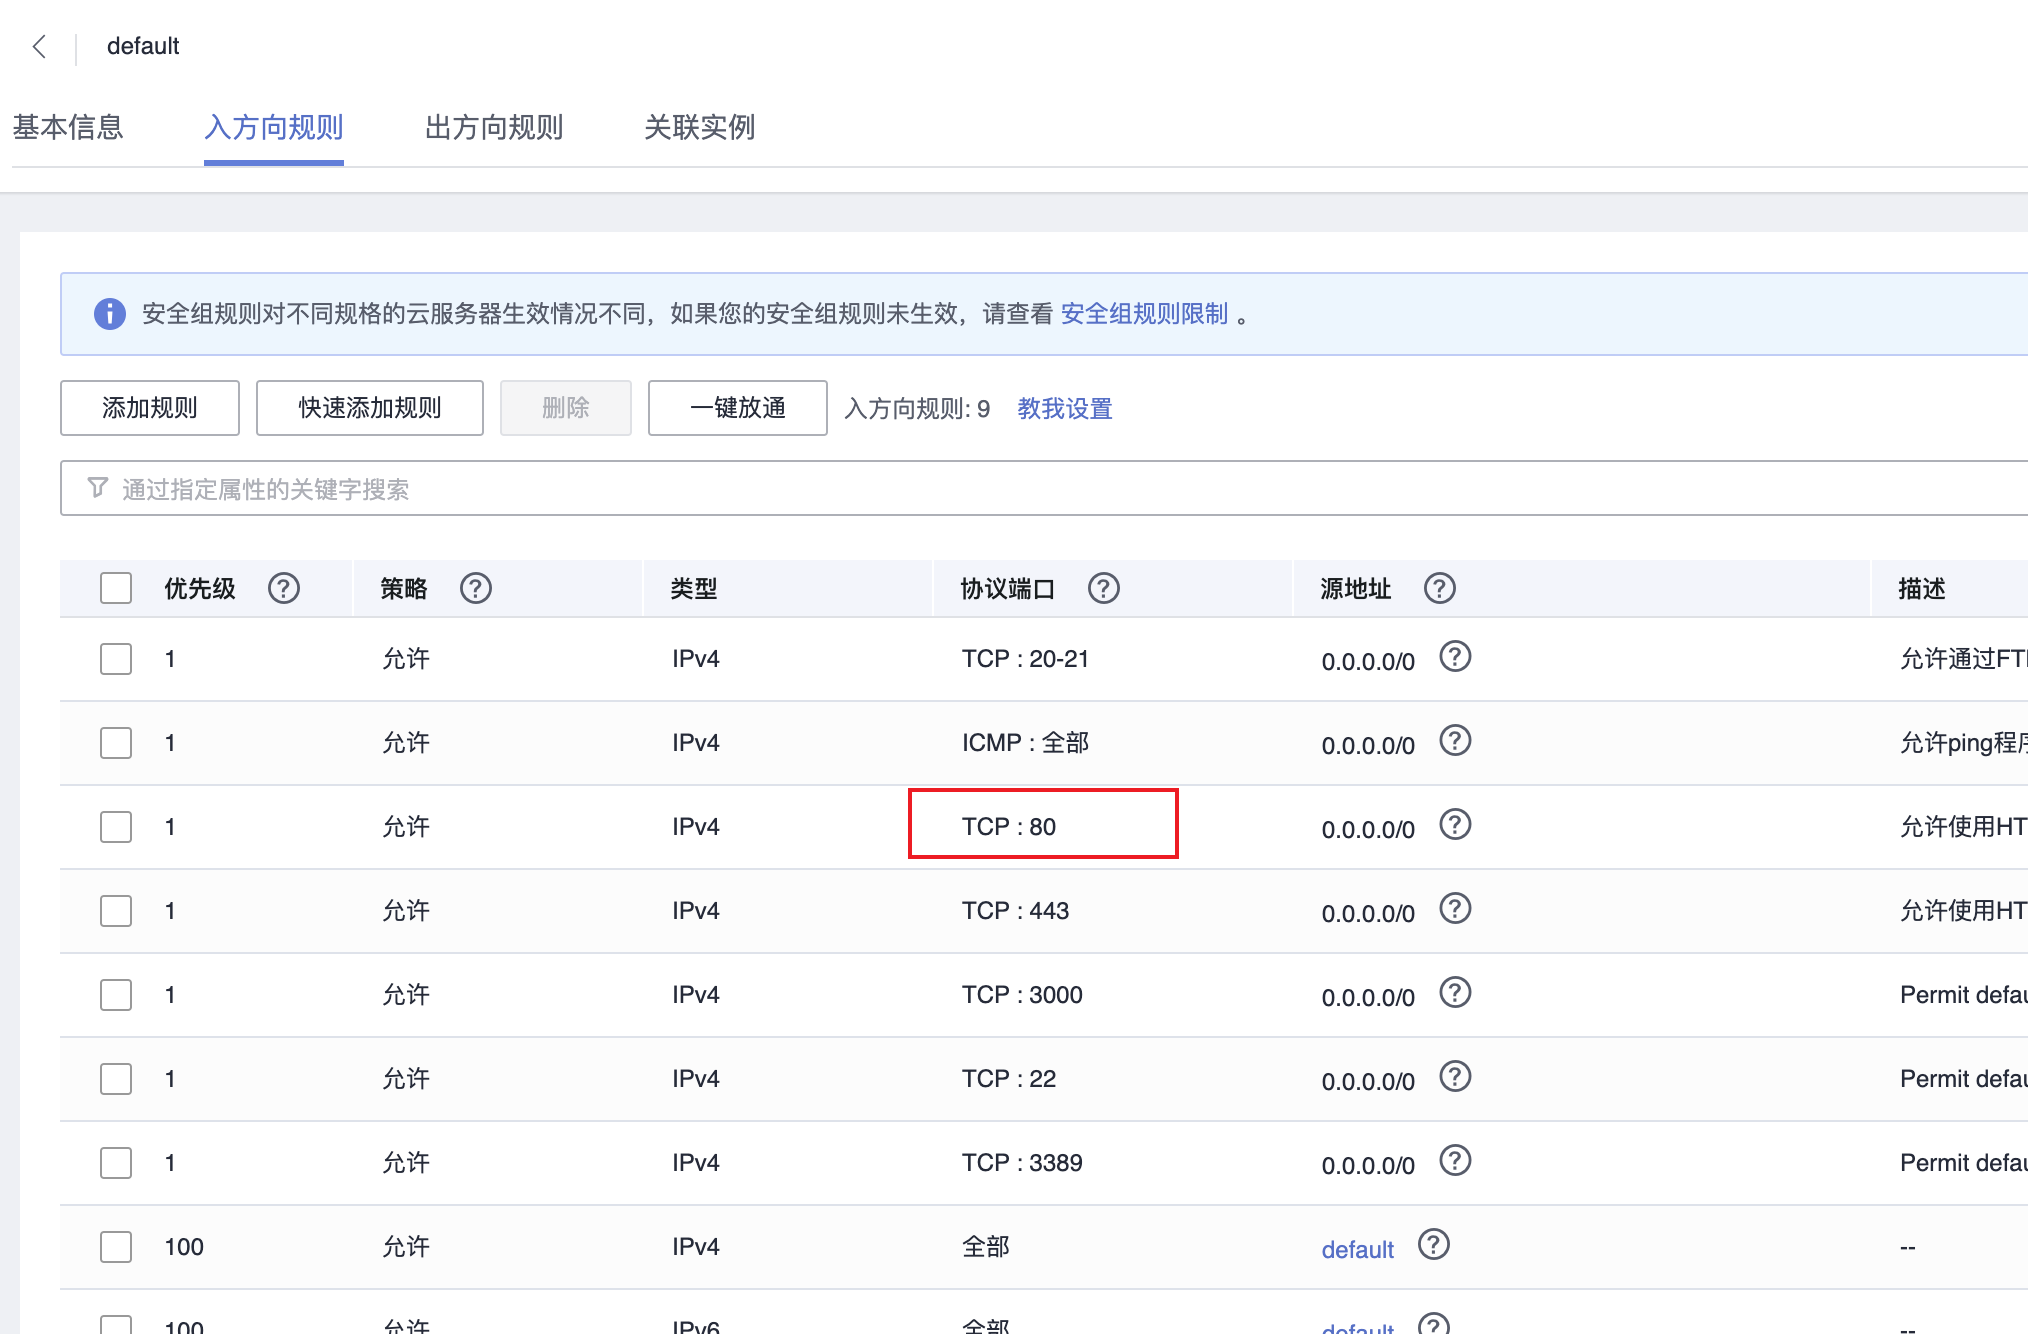 default
基本信息 入方向规则 出方向规则 关联实例
安全组规则对不同规格的云服务器生效情况不同，如果您的安全组规则未生效，请查看 安全组规则限制 。
添加规则 快速添加规则 删除 一键放通 入方向规则: 9 教我设置
通过指定属性的关键字搜索
优先级 策略 类型 协议端口 源地址 描述
1 允许 IPv4 TCP : 20-21 0.0.0.0/0 允许通过FT
1 允许 IPv4 ICMP : 全部 0.0.0.0/0 允许ping程序
1 允许 IPv4 TCP : 80 0.0.0.0/0 允许使用HT
1 允许 IPv4 TCP : 443 0.0.0.0/0 允许使用HT
1 允许 IPv4 TCP : 3000 0.0.0.0/0 Permit defau
1 允许 IPv4 TCP : 22 0.0.0.0/0 Permit defau
1 允许 IPv4 TCP : 3389 0.0.0.0/0 Permit defau
100 允许 IPv4 全部 default --
100 允许 IPv6 全部 default --